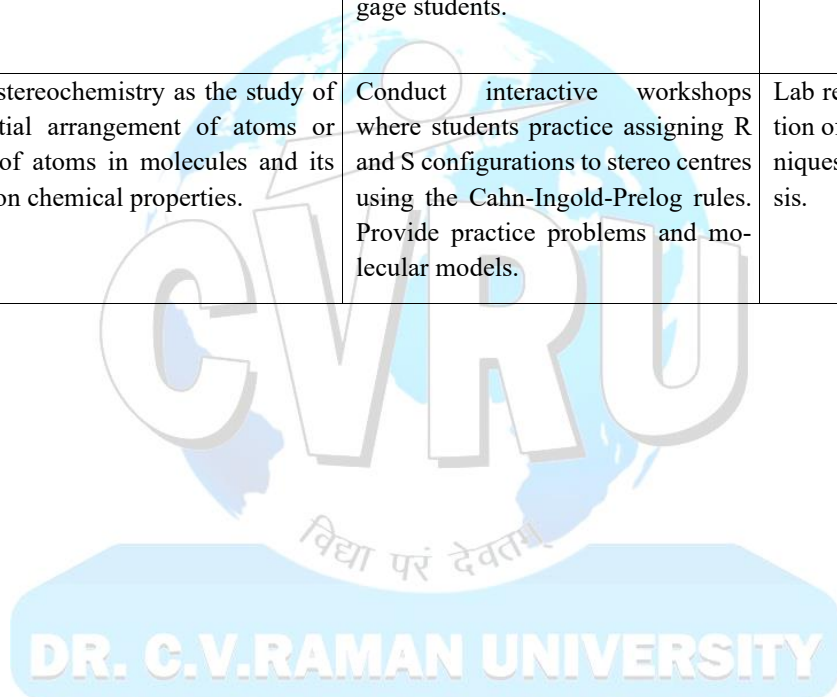 gage students.
stereochemistry as the study of
tial arrangement of atoms or
of atoms in molecules and its
on chemical properties.
Conduct interactive workshops
where students practice assigning R
and S configurations to stereo centres
using the Cahn-Ingold-Prelog rules.
Provide practice problems and mo-
lecular models.
Lab re
tion of
niques
sis.
CVRU
विद्या परं देवतम्
DR. C.V.RAMAN UNIVERSITY